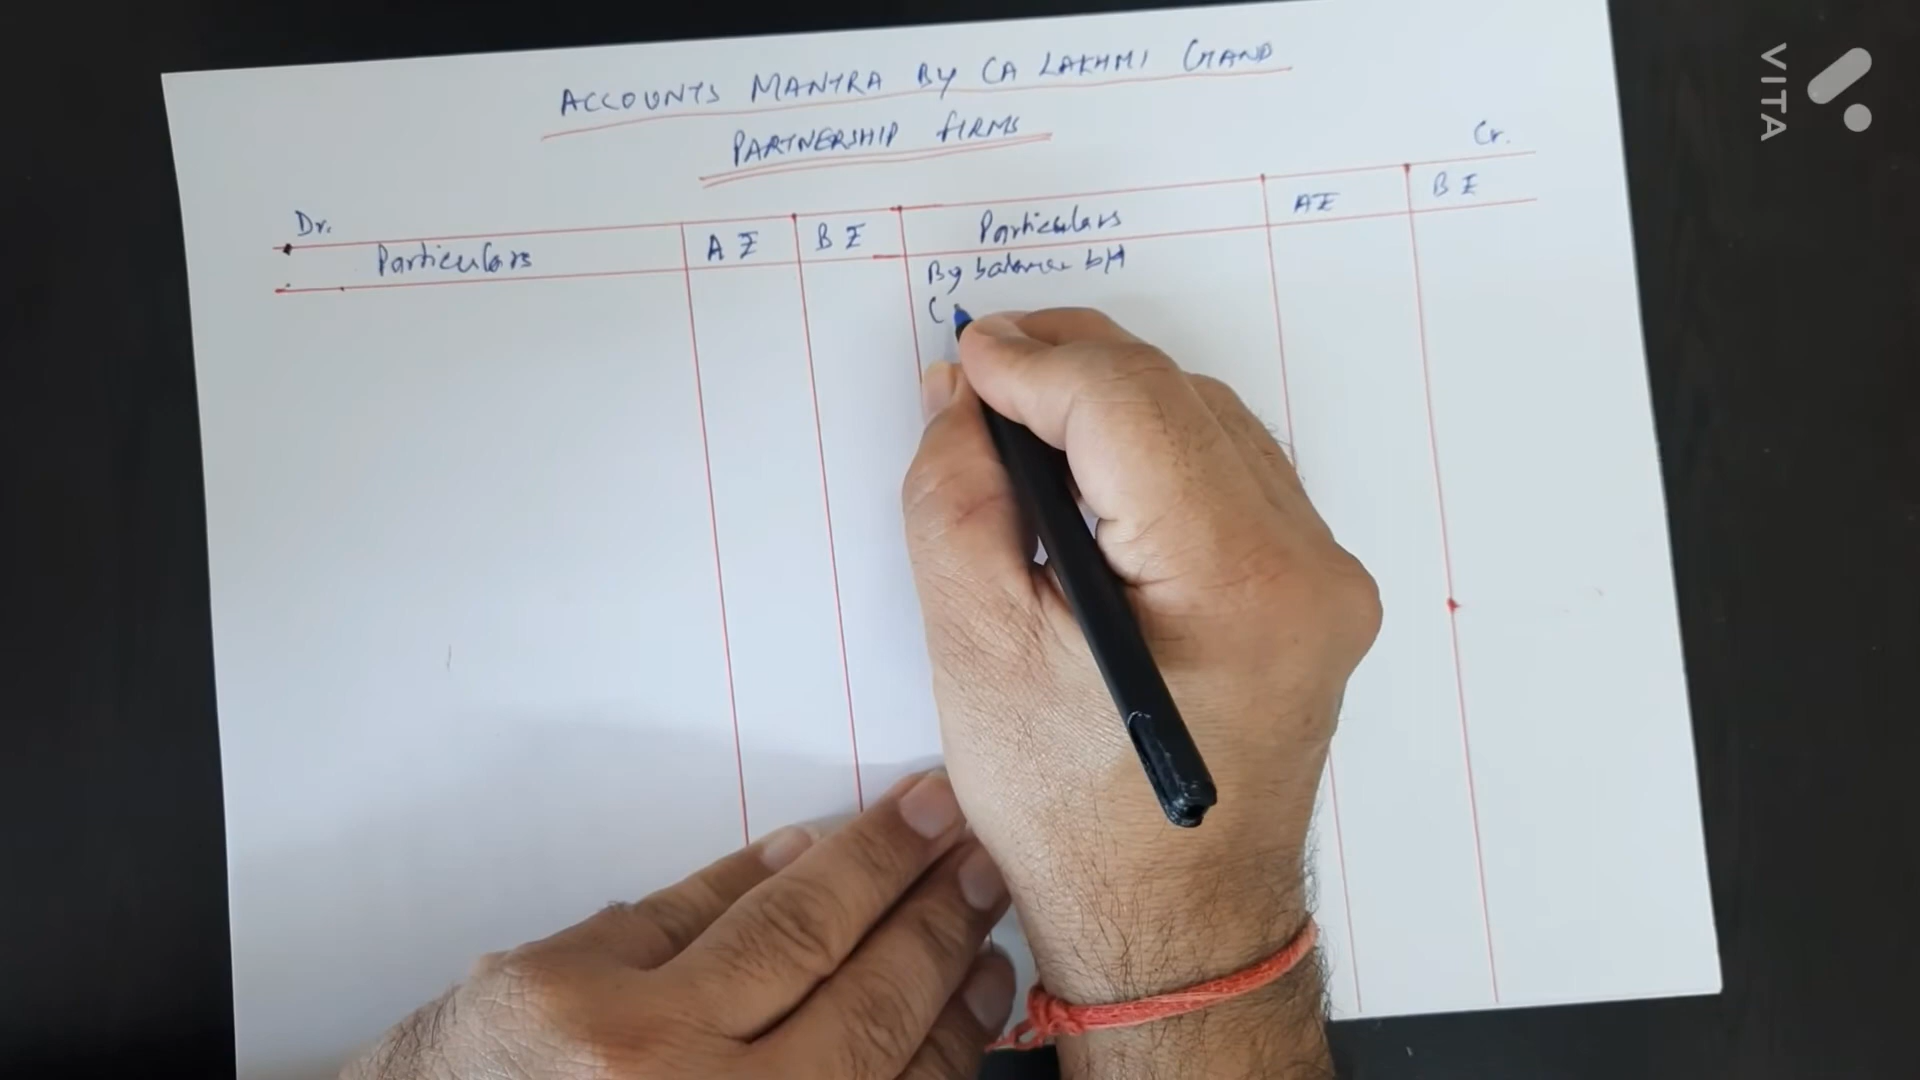 ACCOUNTS MANTRA BY CA LAKHMI CHAND
PARTNERSHIP FIRMS
Dr.
Cr.
Particulars A ₹ B ₹ Particulars A ₹ B ₹
By balance b/d
(
VITA